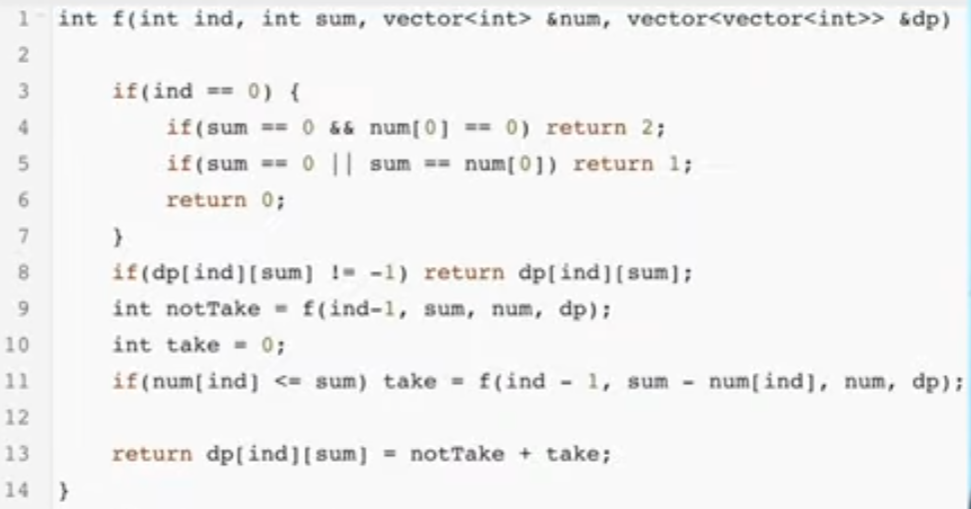 1 int f(int ind, int sum, vector<int> &num, vector<vector<int>> &dp)
2
3 if(ind == 0) {
4 if(sum == 0 && num[0] == 0) return 2;
5 if(sum == 0 || sum == num[0]) return 1;
6 return 0;
7 }
8 if(dp[ind][sum] != -1) return dp[ind][sum];
9 int notTake = f(ind-1, sum, num, dp);
10 int take = 0;
11 if(num[ind] <= sum) take = f(ind - 1, sum - num[ind], num, dp);
12
13 return dp[ind][sum] = notTake + take;
14 }